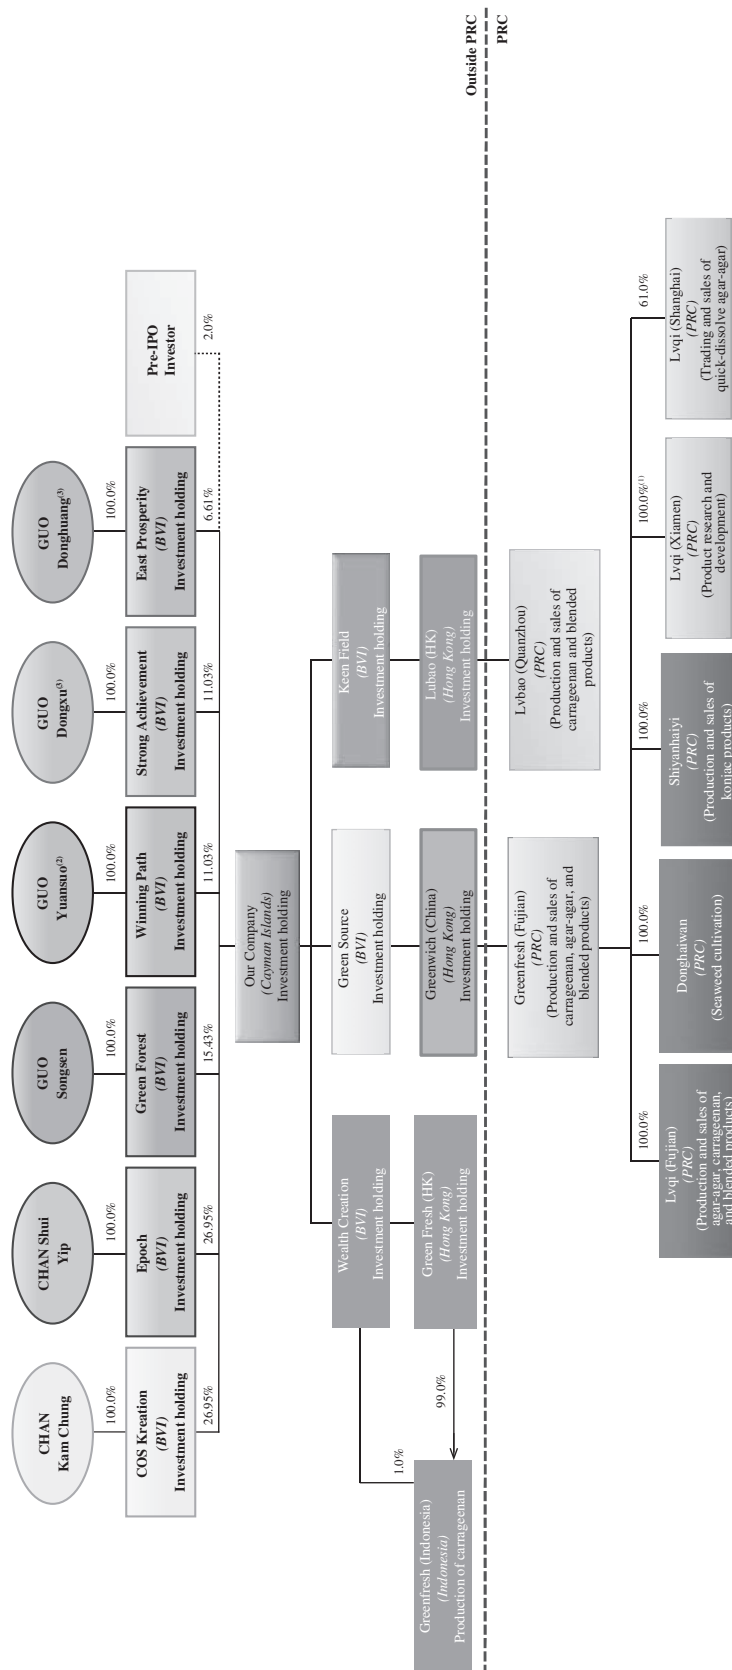 CHAN
Kam Chung
CHAN Shui
Yip
GUO
Songsen
GUO
Yuansuo(2)
GUO
Dongxu(3)
GUO
Donghuang(3)
100.0%
100.0%
100.0%
100.0%
100.0%
100.0%
COS Kreation
(BVI)
Investment holding
Epoch
(BVI)
Investment holding
Green Forest
(BVI)
Investment holding
Winning Path
(BVI)
Investment holding
Strong Achievement
(BVI)
Investment holding
East Prosperity
(BVI)
Investment holding
Pre-IPO
Investor
26.95%
26.95%
15.43%
11.03%
11.03%
6.61%
2.0%
Our Company
(Cayman Islands)
Investment holding
Wealth Creation
(BVI)
Investment holding
Green Source
(BVI)
Investment holding
Keen Field
(BVI)
Investment holding
1.0%
99.0%
Greenfresh (Indonesia)
(Indonesia)
Production of carrageenan
Green Fresh (HK)
(Hong Kong)
Investment holding
Greenwich (China)
(Hong Kong)
Investment holding
Lubao (HK)
(Hong Kong)
Investment holding
Outside PRC
PRC
Greenfresh (Fujian)
(PRC)
(Production and sales of
carrageenan, agar-agar, and
blended products)
Lvbao (Quanzhou)
(PRC)
(Production and sales of
carrageenan and blended
products)
100.0%
100.0%
100.0%
100.0%(1)
61.0%
Lvqi (Fujian)
(PRC)
(Production and sales of
agar-agar, carrageenan,
and blended products)
Donghaiwan
(PRC)
(Seaweed cultivation)
Shiyanhaiyi
(PRC)
(Production and sales of
konjac products)
Lvqi (Xiamen)
(PRC)
(Product research and
development)
Lvqi (Shanghai)
(PRC)
(Trading and sales of
quick-dissolve agar-agar)